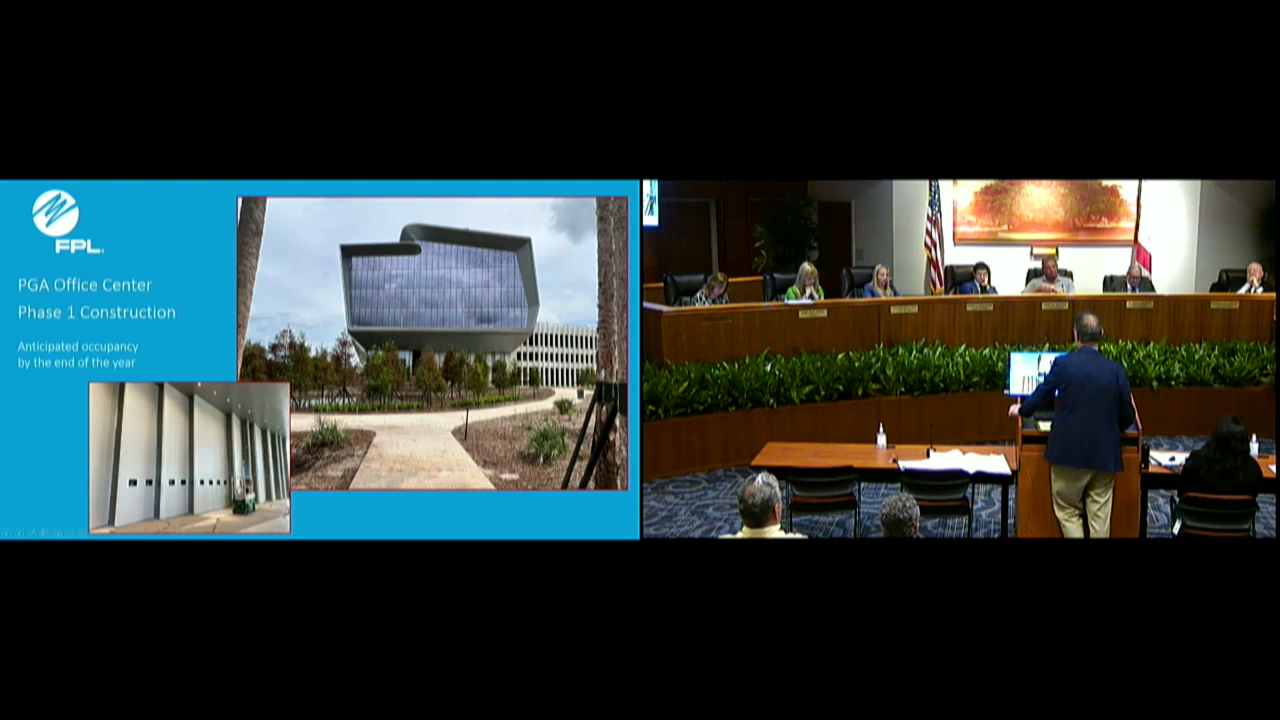 FPL.
PGA Office Center
Phase 1 Construction
Anticipated occupancy
by the end of the year